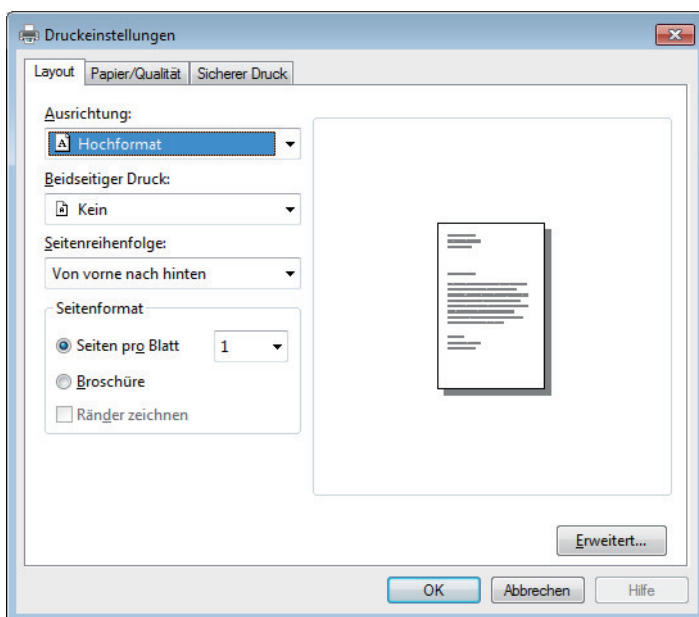 Druckeinstellungen
Layout Papier/Qualität Sicherer Druck
Ausrichtung:
A Hochformat
Beidseitiger Druck:
Kein
Seitenreihenfolge:
Von vorne nach hinten
Seitenformat
Seiten pro Blatt 1
Broschüre
Ränder zeichnen
Erweitert...
OK Abbrechen Hilfe